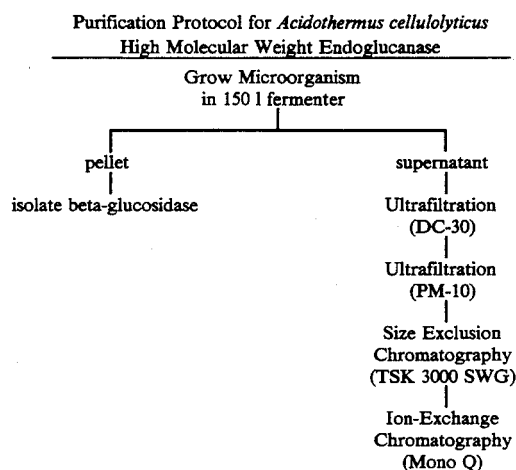 Purification Protocol for Acidothermus cellulolyticus
High Molecular Weight Endoglucanase
Grow Microorganism
in 150 l fermenter
pellet
supernatant
isolate beta-glucosidase
Ultrafiltration
(DC-30)
Ultrafiltration
(PM-10)
Size Exclusion
Chromatography
(TSK 3000 SWG)
Ion-Exchange
Chromatography
(Mono Q)